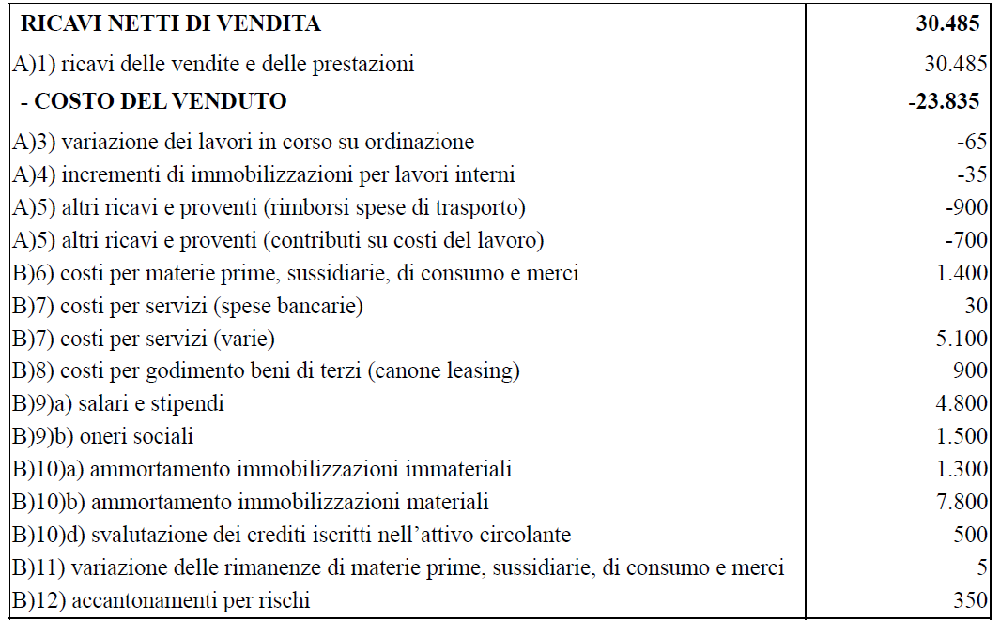 RICAVI NETTI DI VENDITA 30.485
A)1) ricavi delle vendite e delle prestazioni 30.485
- COSTO DEL VENDUTO -23.835
A)3) variazione dei lavori in corso su ordinazione -65
A)4) incrementi di immobilizzazioni per lavori interni -35
A)5) altri ricavi e proventi (rimborsi spese di trasporto) -900
A)5) altri ricavi e proventi (contributi su costi del lavoro) -700
B)6) costi per materie prime, sussidiarie, di consumo e merci 1.400
B)7) costi per servizi (spese bancarie) 30
B)7) costi per servizi (varie) 5.100
B)8) costi per godimento beni di terzi (canone leasing) 900
B)9)a) salari e stipendi 4.800
B)9)b) oneri sociali 1.500
B)10)a) ammortamento immobilizzazioni immateriali 1.300
B)10)b) ammortamento immobilizzazioni materiali 7.800
B)10)d) svalutazione dei crediti iscritti nell’attivo circolante 500
B)11) variazione delle rimanenze di materie prime, sussidiarie, di consumo e merci 5
B)12) accantonamenti per rischi 350